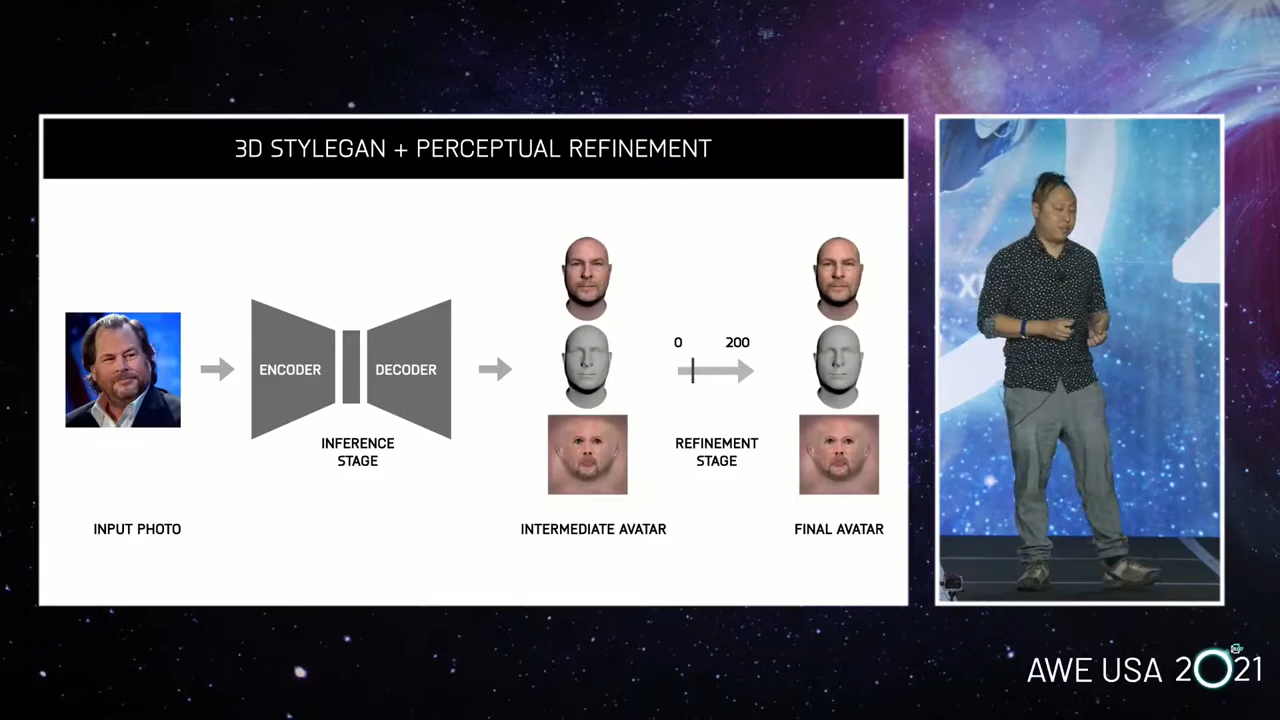 3D STYLEGAN + PERCEPTUAL REFINEMENT
ENCODER
DECODER
INFERENCE
STAGE
0
200
REFINEMENT
STAGE
INPUT PHOTO
INTERMEDIATE AVATAR
FINAL AVATAR
AWE USA 2021